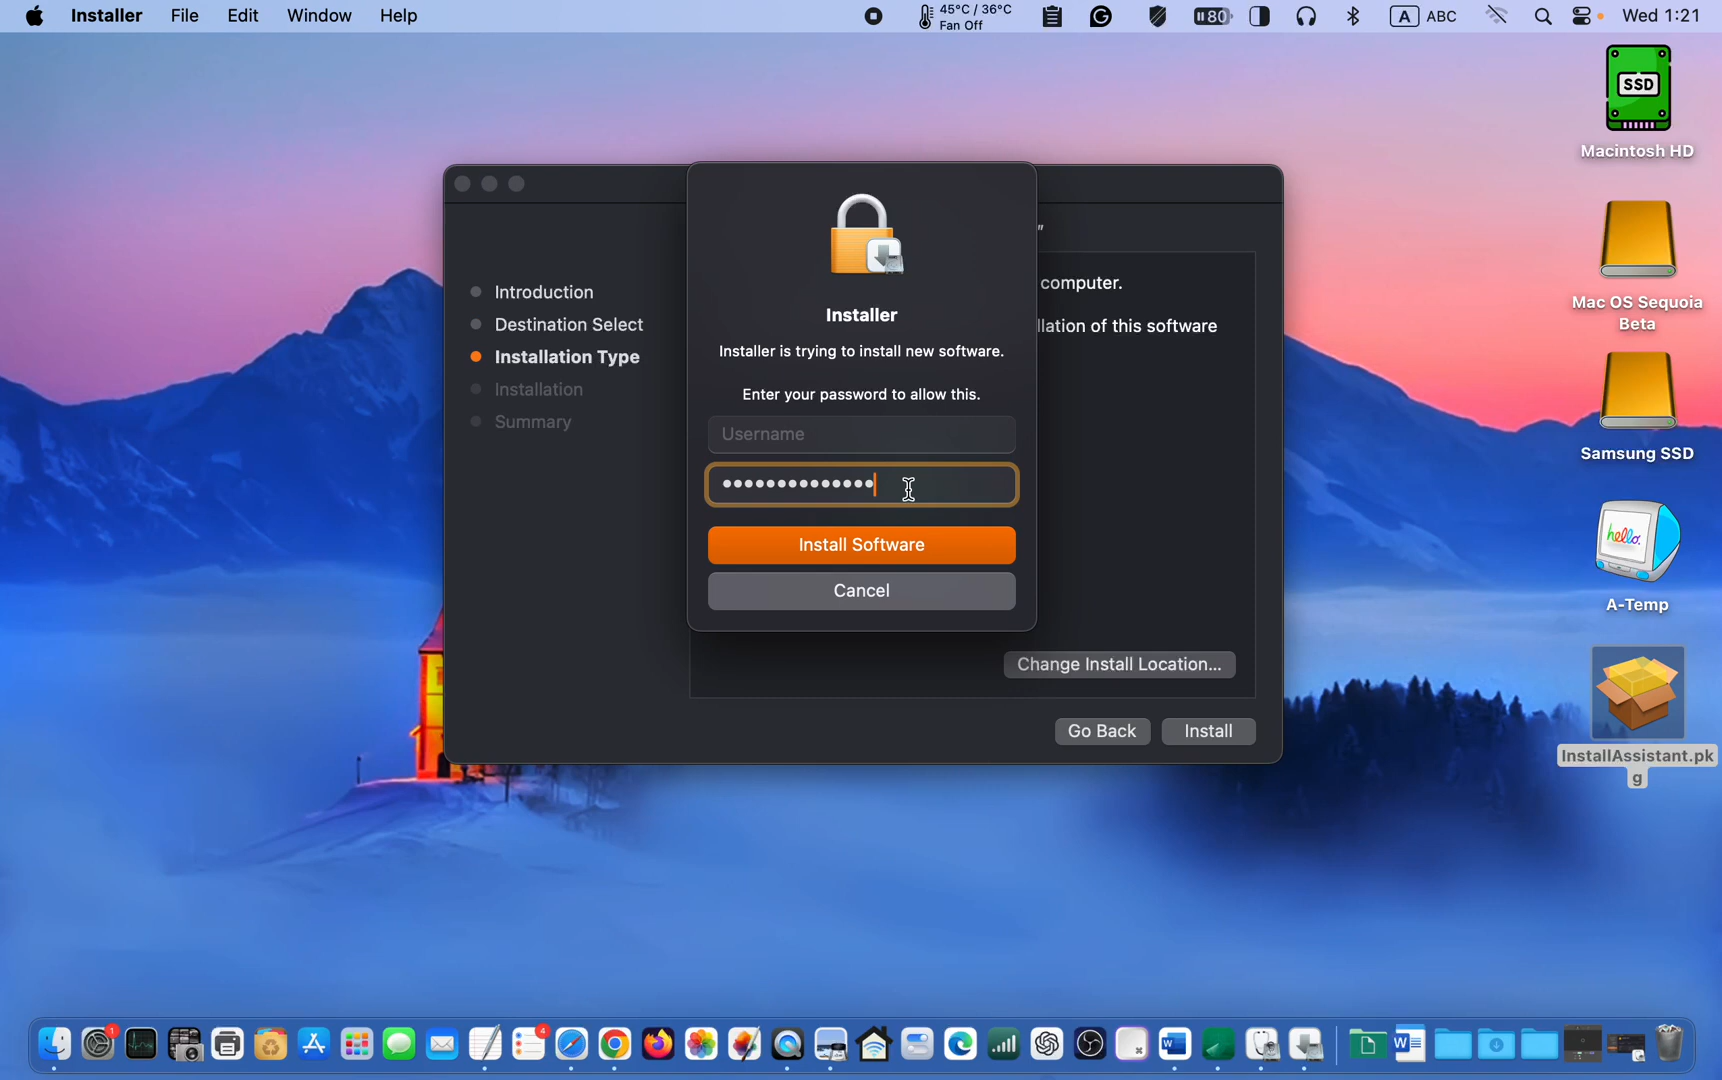 Installer File Edit Window Help
45°C / 36°C
Fan Off
80
A ABC
Wed 1:21
SSD
Macintosh HD
Mac OS Sequoia
Beta
Samsung SSD
hello.
A-Temp
InstallAssistant.pk
g
Introduction
Destination Select
Installation Type
Installation
Summary
"
computer.
llation of this software
Installer
Installer is trying to install new software.
Enter your password to allow this.
Username
••••••••••••••
Install Software
Cancel
Change Install Location...
Go Back Install
1
4
W
W